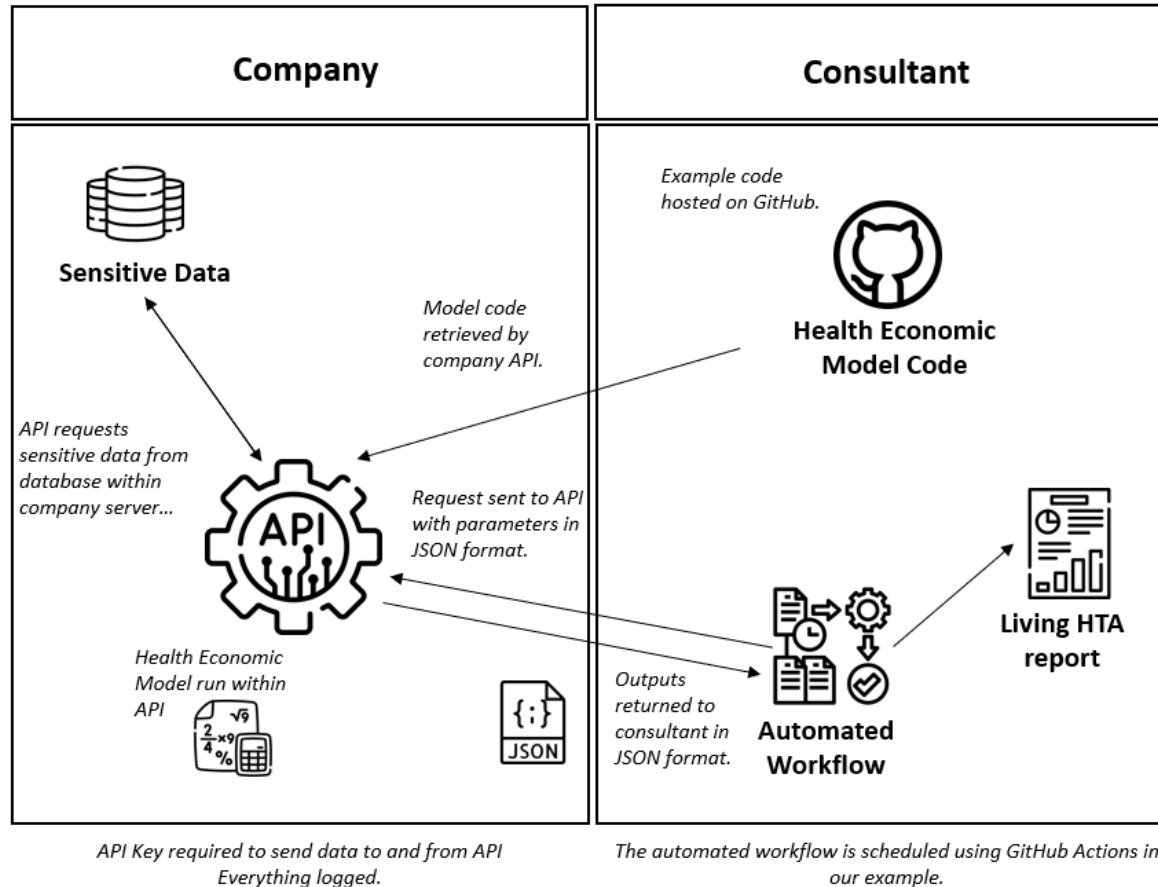 Company
Consultant
Sensitive Data
Example code
hosted on GitHub.
Health Economic
Model Code
Model code
retrieved by
company API.
API requests
sensitive data from
database within
company server...
API
Request sent to API
with parameters in
JSON format.
Health Economic
Model run within
API
√9
2/4 ×9
%
{;}
JSON
Outputs
returned to
consultant in
JSON format.
Automated
Workflow
Living HTA
report
API Key required to send data to and from API
Everything logged.
The automated workflow is scheduled using GitHub Actions in
our example.